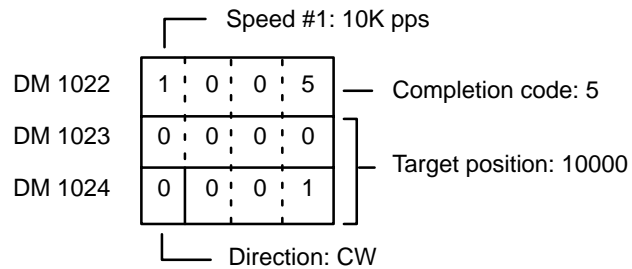 Speed #1: 10K pps
DM 1022 1 0 0 5 Completion code: 5
DM 1023 0 0 0 0
Target position: 10000
DM 1024 0 0 0 1
Direction: CW